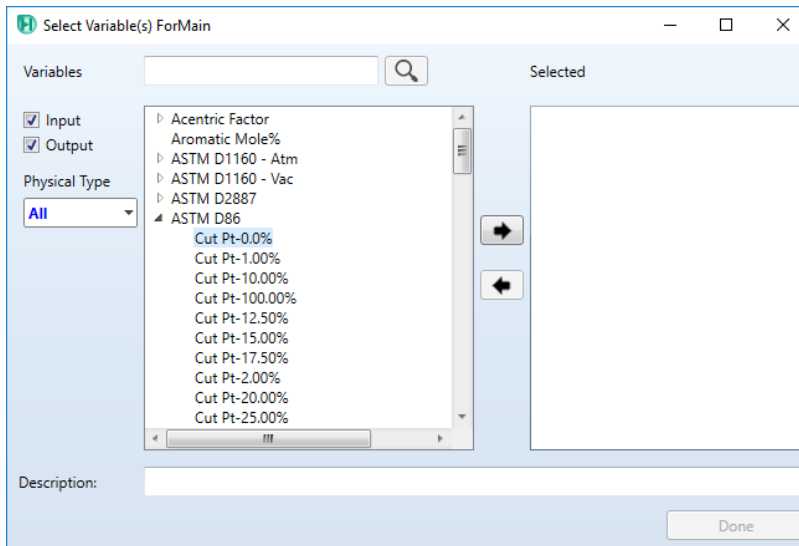 Select Variable(s) ForMain
Variables
Selected
Input
Output
Physical Type
All
Acentric Factor
Aromatic Mole%
ASTM D1160 - Atm
ASTM D1160 - Vac
ASTM D2887
ASTM D86
Cut Pt-0.0%
Cut Pt-1.00%
Cut Pt-10.00%
Cut Pt-100.00%
Cut Pt-12.50%
Cut Pt-15.00%
Cut Pt-17.50%
Cut Pt-2.00%
Cut Pt-20.00%
Cut Pt-25.00%
Description:
Done